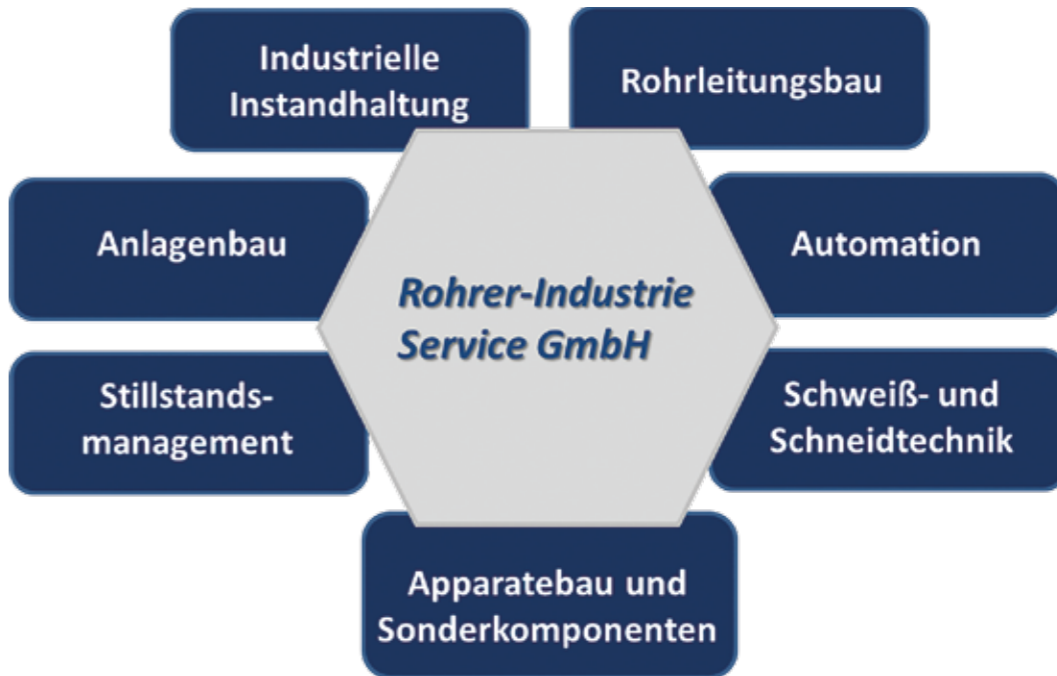 Industrielle
Instandhaltung
Rohrleitungsbau
Anlagenbau
Automation
Rohrer-Industrie
Service GmbH
Stillstands-
management
Schweiß- und
Schneidtechnik
Apparatebau und
Sonderkomponenten